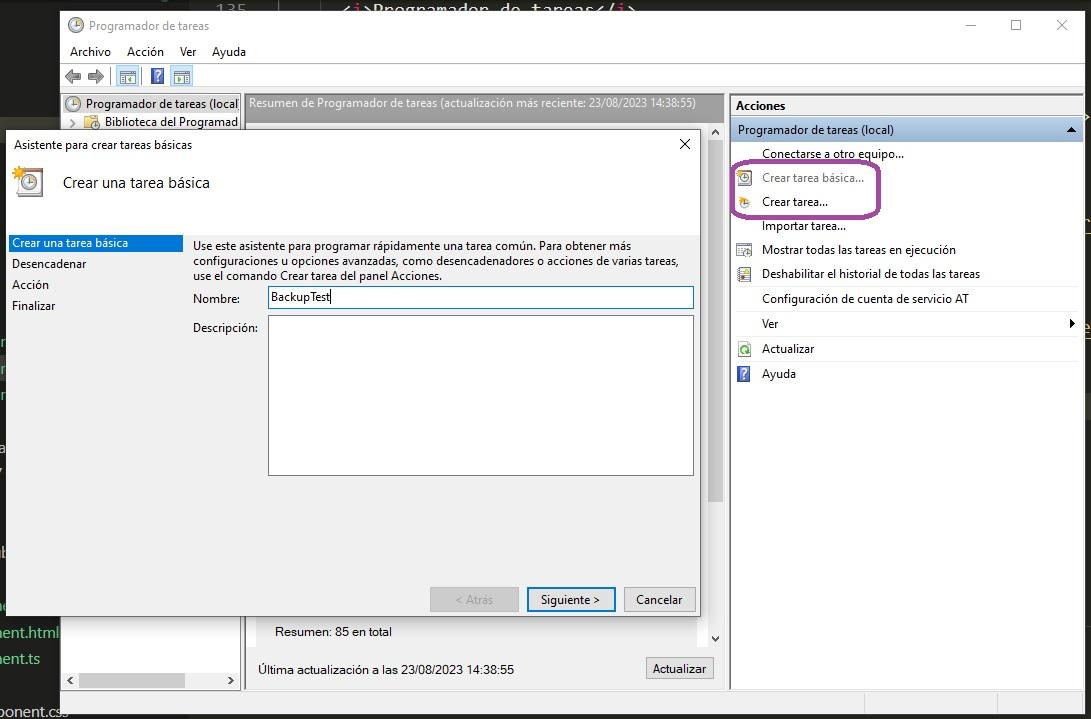 135 <i>Programador de tareas</i>
Programador de tareas
Archivo Acción Ver Ayuda
Programador de tareas (local
Biblioteca del Programad
Resumen de Programador de tareas (actualización más reciente: 23/08/2023 14:38:55)
Asistente para crear tareas básicas
Crear una tarea básica
Crear una tarea básica
Desencadenar
Acción
Finalizar
Use este asistente para programar rápidamente una tarea común. Para obtener más
configuraciones u opciones avanzadas, como desencadenadores o acciones de varias tareas,
use el comando Crear tarea del panel Acciones.
Nombre: BackupTest
Descripción:
< Atrás Siguiente > Cancelar
Resumen: 85 en total
Última actualización a las 23/08/2023 14:38:55 Actualizar
Acciones
Programador de tareas (local)
Conectarse a otro equipo...
Crear tarea básica...
Crear tarea...
Importar tarea...
Mostrar todas las tareas en ejecución
Deshabilitar el historial de todas las tareas
Configuración de cuenta de servicio AT
Ver
Actualizar
Ayuda
nent.html
nent.ts
ponent.css